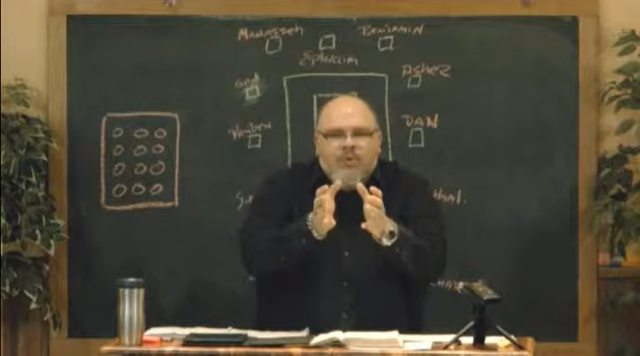 Manasseh
Benjamin
Ephraim
Gad
Asher
Reuben
DAN